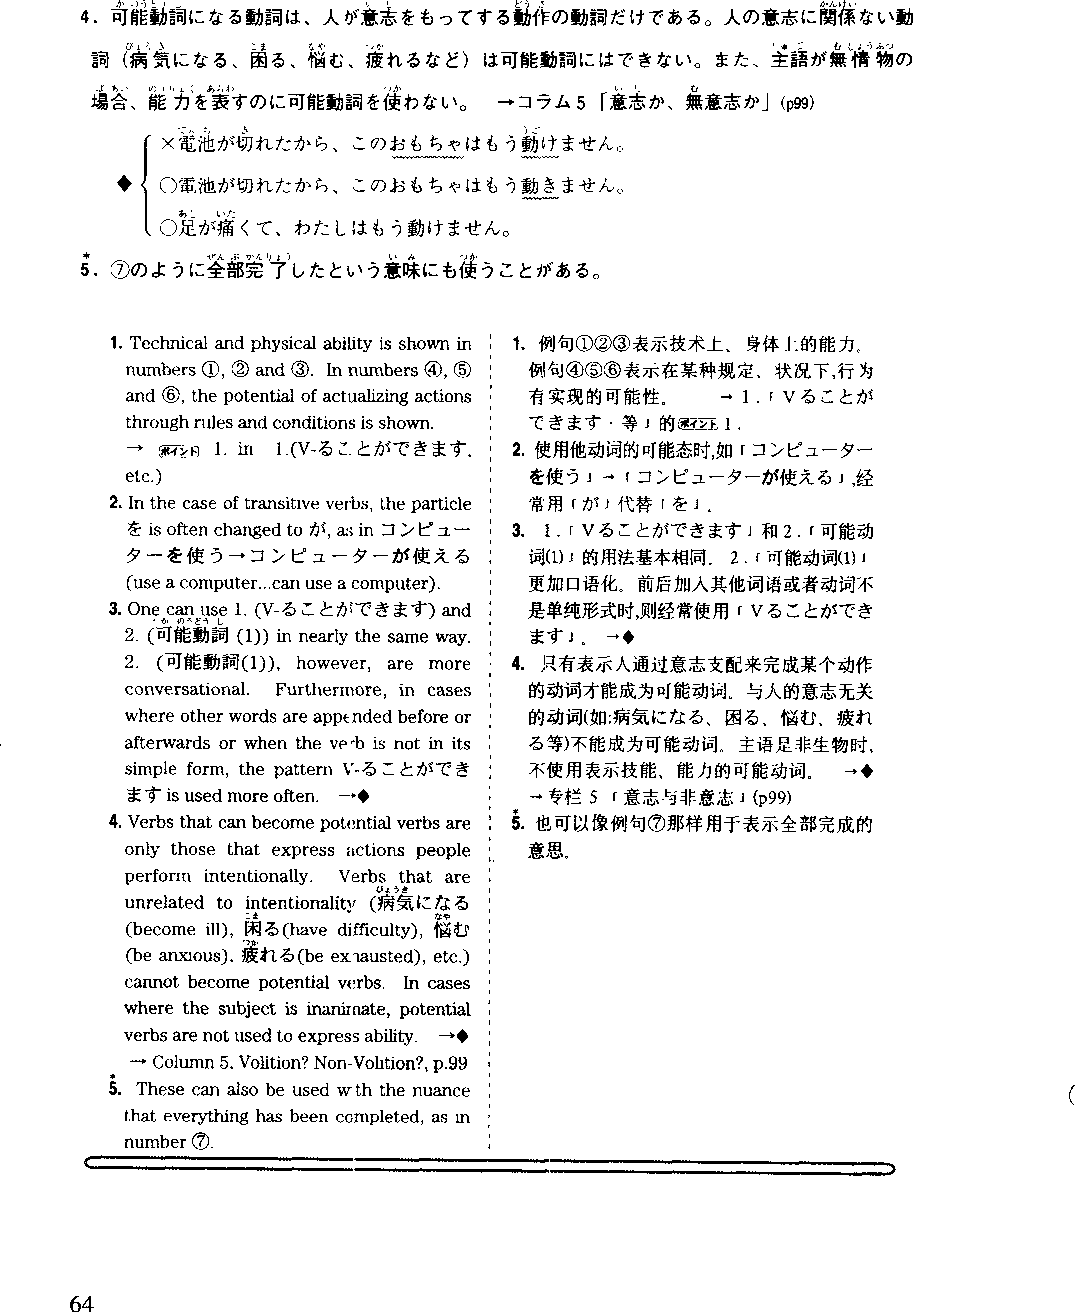 4．可能動詞になる動詞は、人が意志をもってする動作の動詞だけである。人の意志に関係ない動
詞（病気になる、困る、悩む、疲れるなど）は可能動詞にはできない。また、主語が無情物の
場合、能力を表すのに可能動詞を使わない。 →コラム5「意志か、無意志か」(p99)
×電池が切れたから、このおもちゃはもう動けません。
◆ ○電池が切れたから、このおもちゃはもう動きません。
○足が痛くて、わたしはもう動けません。
*5．⑦のように全部完了したという意味にも使うことがある。
1. Technical and physical ability is shown in
numbers ①, ② and ③. In numbers ④, ⑤
and ⑥, the potential of actualizing actions
through rules and conditions is shown.
→ ポイント 1. in 1.(V-ることができます,
etc.)
2. In the case of transitive verbs, the particle
を is often changed to が, as in コンピュー
ターを使う→コンピューターが使える
(use a computer...can use a computer).
3. One can use 1. (V-ることができます) and
2. (可能動詞 (1)) in nearly the same way.
2. (可能動詞(1)), however, are more
conversational. Furthermore, in cases
where other words are appended before or
afterwards or when the verb is not in its
simple form, the pattern V-ることができ
ます is used more often. →◆
4. Verbs that can become potential verbs are
only those that express actions people
perform intentionally. Verbs that are
unrelated to intentionality (病気になる
(become ill), 困る(have difficulty), 悩む
(be anxious), 疲れる(be exhausted), etc.)
cannot become potential verbs. In cases
where the subject is inanimate, potential
verbs are not used to express ability. →◆
→ Column 5. Volition? Non-Volition?, p.99
*5. These can also be used with the nuance
that everything has been completed, as in
number ⑦.
1. 例句①②③表示技术上、身体上的能力。
例句④⑤⑥表示在某种规定、状况下,行为
有实现的可能性。 → 1.「Vることが
できます·等」的ポイント1.
2. 使用他动词的可能态时,如「コンピューター
を使う」→「コンピューターが使える」,经
常用「が」代替「を」.
3. 1.「Vることができます」和2.「可能动
词(1)」的用法基本相同. 2.「可能动词(1)」
更加口语化。前后加入其他词语或者动词不
是单纯形式时,则经常使用「Vることができ
ます」。→◆
4. 只有表示人通过意志支配来完成某个动作
的动词才能成为可能动词。与人的意志无关
的动词(如:病気になる、困る、悩む、疲れ
る等)不能成为可能动词。主语是非生物时,
不使用表示技能、能力的可能动词。 →◆
→专栏5「意志与非意志」(p99)
*5. 也可以像例句⑦那样用于表示全部完成的
意思。
64